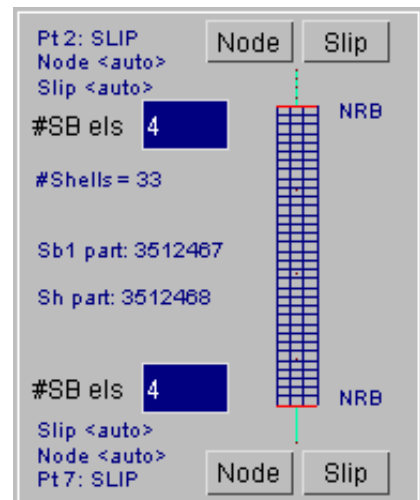 Pt 2: SLIP
Node <auto>
Slip <auto>
Node
Slip
#SB els
4
NRB
#Shells = 33
Sb1 part: 3512467
Sh part: 3512468
#SB els
4
NRB
Slip <auto>
Node <auto>
Pt 7: SLIP
Node
Slip